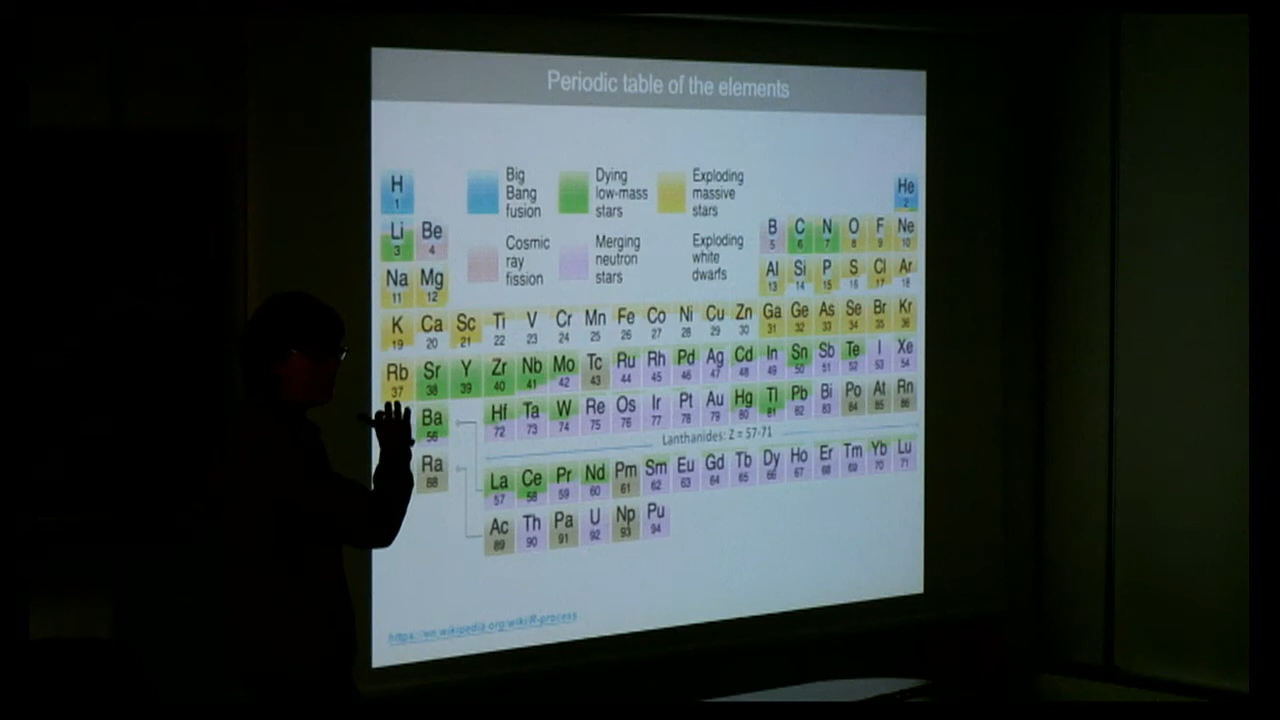 Periodic table of the elements
Big Bang fusion
Dying low-mass stars
Exploding massive stars
Cosmic ray fission
Merging neutron stars
Exploding white dwarfs
H 1 He 2
Li 3 Be 4 B 5 C 6 N 7 O 8 F 9 Ne 10
Na 11 Mg 12 Al 13 Si 14 P 15 S 16 Cl 17 Ar 18
K 19 Ca 20 Sc 21 Ti 22 V 23 Cr 24 Mn 25 Fe 26 Co 27 Ni 28 Cu 29 Zn 30 Ga 31 Ge 32 As 33 Se 34 Br 35 Kr 36
Rb 37 Sr 38 Y 39 Zr 40 Nb 41 Mo 42 Tc 43 Ru 44 Rh 45 Pd 46 Ag 47 Cd 48 In 49 Sn 50 Sb 51 Te 52 I 53 Xe 54
Ba 56 Hf 72 Ta 73 W 74 Re 75 Os 76 Ir 77 Pt 78 Au 79 Hg 80 Tl 81 Pb 82 Bi 83 Po 84 At 85 Rn 86
Lanthanides: Z = 57-71
Ra 88
La 57 Ce 58 Pr 59 Nd 60 Pm 61 Sm 62 Eu 63 Gd 64 Tb 65 Dy 66 Ho 67 Er 68 Tm 69 Yb 70 Lu 71
Ac 89 Th 90 Pa 91 U 92 Np 93 Pu 94
https://en.wikipedia.org/wiki/R-process